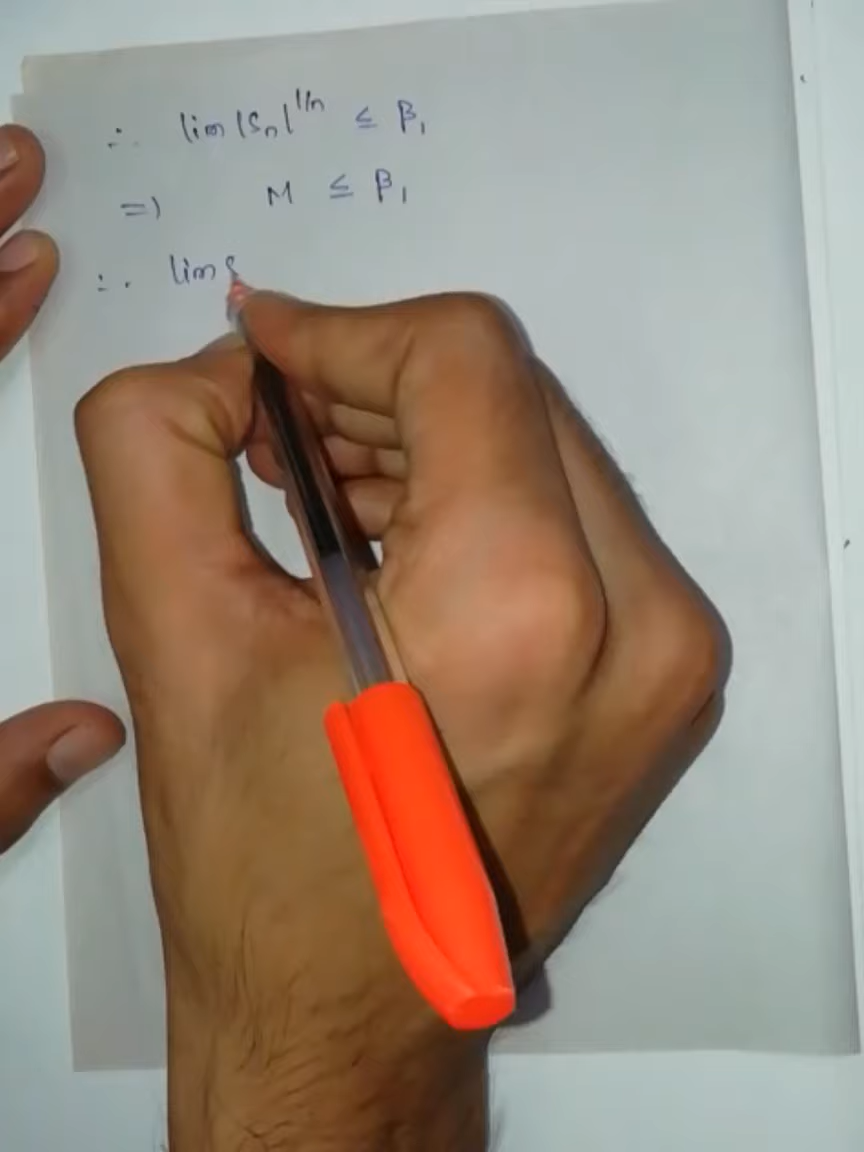 ∴ lim |Sn|^1/n ≤ β1
⇒ M ≤ β1
∴ lim S